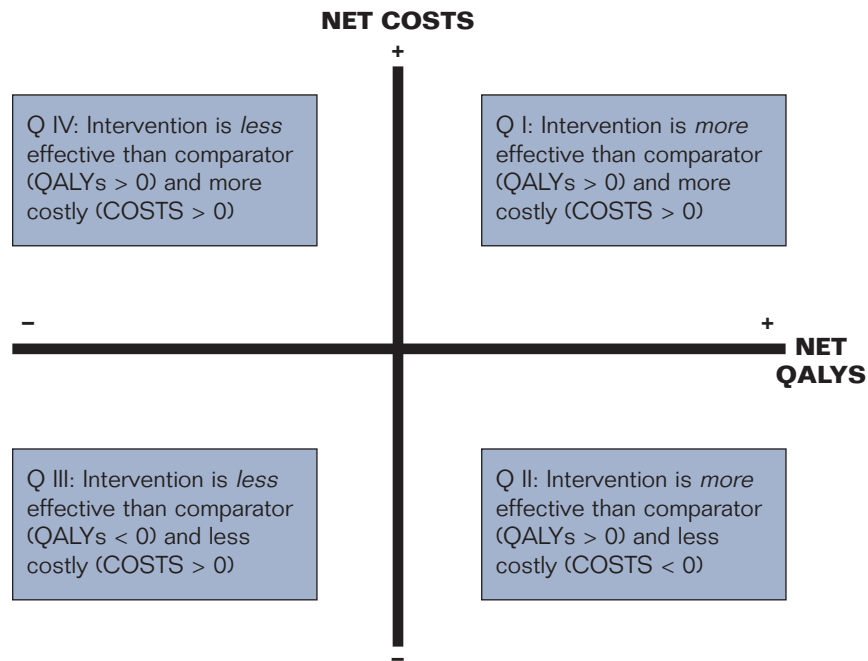 NET COSTS
+
Q IV: Intervention is less
effective than comparator
(QALYs > 0) and more
costly (COSTS > 0)
Q I: Intervention is more
effective than comparator
(QALYs > 0) and more
costly (COSTS > 0)
–
+
NET
QALYS
Q III: Intervention is less
effective than comparator
(QALYs < 0) and less
costly (COSTS > 0)
Q II: Intervention is more
effective than comparator
(QALYs > 0) and less
costly (COSTS < 0)
–